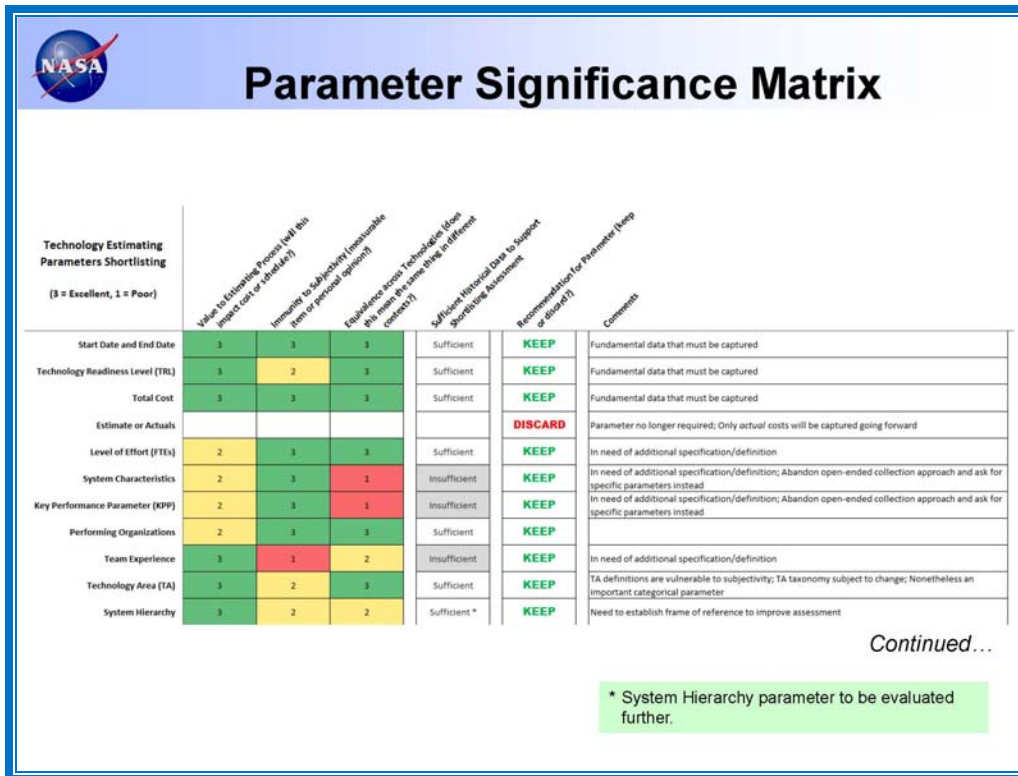 NASA
Parameter Significance Matrix
Technology Estimating
Parameters Shortlisting
(3 = Excellent, 1 = Poor)
Value to Estimating Process (will this
impact cost or schedule?)
Immunity to Subjectivity (measurable
item or personal opinion?)
Equivalence across Technologies (does
this mean the same thing in different
contexts?)
Sufficient Historical Data to Support
Shortlisting Assessment
Recommendation for Parameter (keep
or discard?)
Comments
Start Date and End Date 3 3 3 Sufficient KEEP Fundamental data that must be captured
Technology Readiness Level (TRL) 3 2 3 Sufficient KEEP Fundamental data that must be captured
Total Cost 3 3 3 Sufficient KEEP Fundamental data that must be captured
Estimate or Actuals DISCARD Parameter no longer required; Only actual costs will be captured going forward
Level of Effort (FTEs) 2 3 3 Sufficient KEEP In need of additional specification/definition
System Characteristics 2 3 1 Insufficient KEEP In need of additional specification/definition; Abandon open-ended collection approach and ask for
specific parameters instead
Key Performance Parameter (KPP) 2 3 1 Insufficient KEEP In need of additional specification/definition; Abandon open-ended collection approach and ask for
specific parameters instead
Performing Organizations 2 3 3 Sufficient KEEP
Team Experience 3 1 2 Insufficient KEEP In need of additional specification/definition
Technology Area (TA) 3 2 3 Sufficient KEEP TA definitions are vulnerable to subjectivity; TA taxonomy subject to change; Nonetheless an
important categorical parameter
System Hierarchy 3 2 2 Sufficient * KEEP Need to establish frame of reference to improve assessment
Continued…
* System Hierarchy parameter to be evaluated
further.